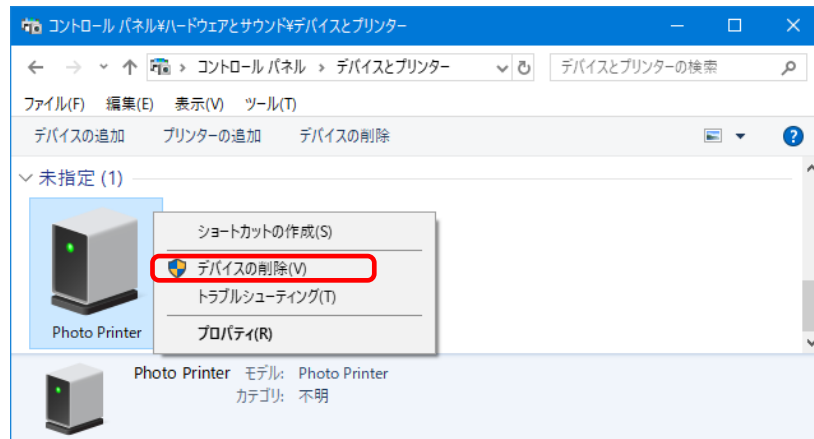 コントロール パネル¥ハードウェアとサウンド¥デバイスとプリンター
コントロール パネル › デバイスとプリンター
デバイスとプリンターの検索
ファイル(F) 編集(E) 表示(V) ツール(T)
デバイスの追加 プリンターの追加 デバイスの削除
未指定 (1)
ショートカットの作成(S)
デバイスの削除(V)
トラブルシューティング(T)
プロパティ(R)
Photo Printer
Photo Printer モデル: Photo Printer
カテゴリ: 不明